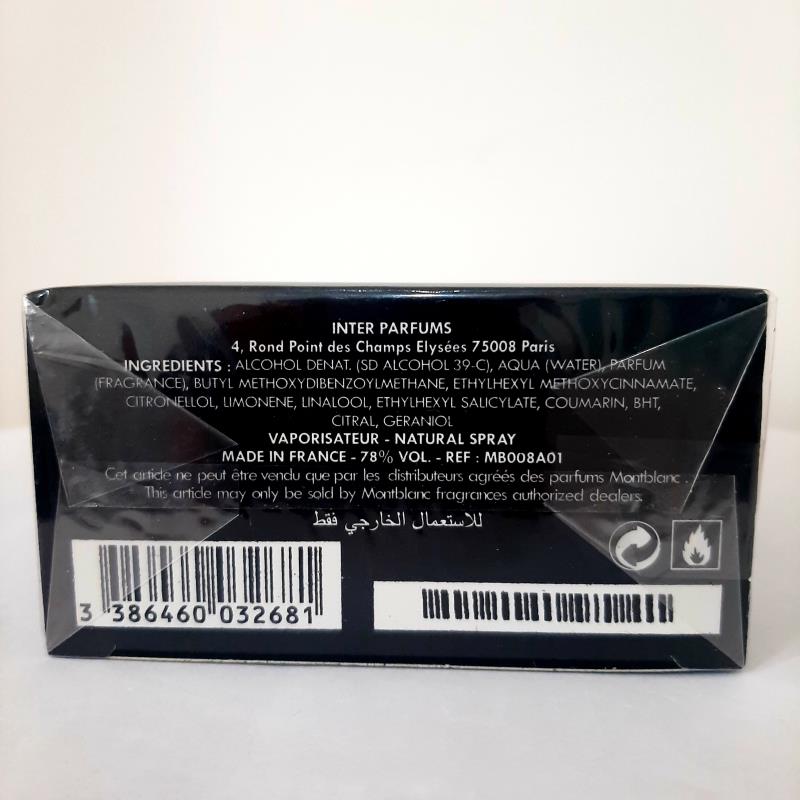 INTER PARFUMS
4, Rond Point des Champs Elysées 75008 Paris
INGREDIENTS : ALCOHOL DENAT. (SD ALCOHOL 39-C), AQUA (WATER), PARFUM
(FRAGRANCE), BUTYL METHOXYDIBENZOYLMETHANE, ETHYLHEXYL METHOXYCINNAMATE,
CITRONELLOL, LIMONENE, LINALOOL, ETHYLHEXYL SALICYLATE, COUMARIN, BHT,
CITRAL, GERANIOL
VAPORISATEUR - NATURAL SPRAY
MADE IN FRANCE - 78% VOL. - REF : MB008A01
Cet article ne peut être vendu que par les distributeurs agréés des parfums Montblanc .
This article may only be sold by Montblanc fragrances authorized dealers.
للاستعمال الخارجي فقط
3 386460 032681